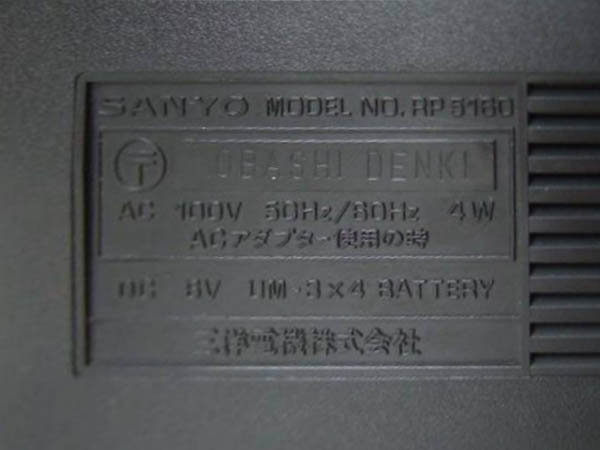 SANYO MODEL NO. RP 5160
〒 OBASHI DENKI
AC 100V 50Hz/60Hz 4W
ACアダプター使用の時
DC 6V UM-3×4 BATTERY
三洋電機株式会社